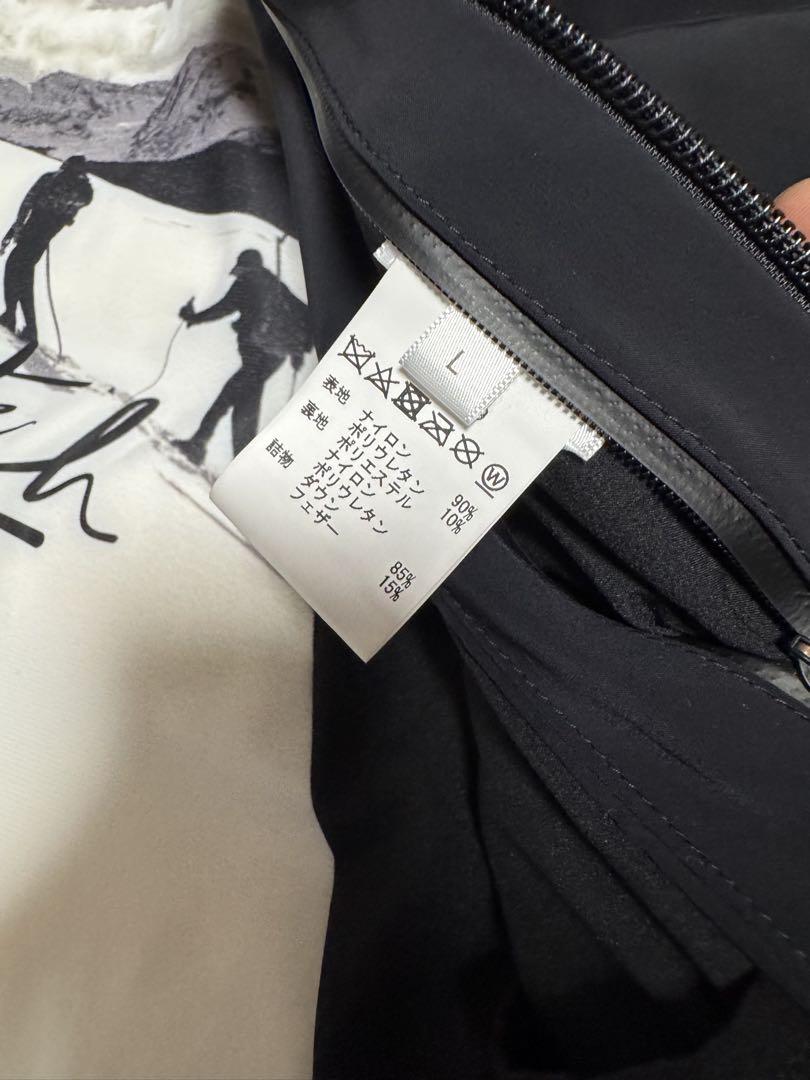 L
W
表地 ナイロン 90%
ポリウレタン 10%
裏地 ポリエステル
ナイロン
ポリウレタン
詰物 ダウン 85%
フェザー 15%